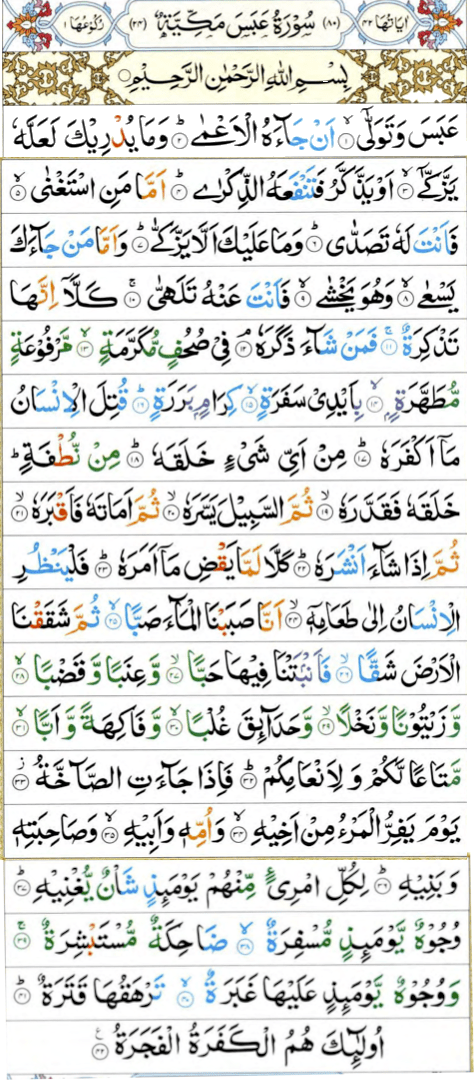 اٰيَاتُهَا ٤٢ (٨٠) سُوْرَةُ عَبَسَ مَكِّيَّةٌ (٢٤) رُكُوْعُهَا ١
بِسْمِ اللّٰهِ الرَّحْمٰنِ الرَّحِيْمِ
عَبَسَ وَتَوَلّٰٓى ۙ‏﴿١﴾ اَنْ جَآءَهُ الْاَعْمٰىؕ‏﴿٢﴾ وَمَا يُدْرِيْكَ لَعَلَّهٗ
يَزَّكّٰٓىۙ‏﴿٣﴾ اَوْ يَذَّكَّرُ فَتَنْفَعَهُ الذِّكْرٰىؕ‏﴿٤﴾ اَمَّا مَنِ اسْتَغْنٰىۙ‏﴿٥﴾
فَاَنْتَ لَهٗ تَصَدّٰىؕ‏﴿٦﴾ وَمَا عَلَيْكَ اَلَّا يَزَّكّٰىؕ‏﴿٧﴾ وَاَمَّا مَنْ جَآءَكَ
يَسْعٰىۙ‏﴿٨﴾ وَهُوَ يَخْشٰىۙ‏﴿٩﴾ فَاَنْتَ عَنْهُ تَلَهّٰىۚ‏﴿١٠﴾ كَلَّاۤ اِنَّهَا
تَذْكِرَةٌ ۚ‏﴿١١﴾ فَمَنْ شَآءَ ذَكَرَهٗۘ‏﴿١٢﴾ فِىْ صُحُفٍ مُّكَرَّمَةٍۙ‏﴿١٣﴾ مَّرْفُوْعَةٍ
مُّطَهَّرَةٍۭ ۙ‏﴿١٤﴾ بِاَيْدِىْ سَفَرَةٍۙ‏﴿١٥﴾ كِرَامٍۭ بَرَرَةٍؕ‏﴿١٦﴾ قُتِلَ الْاِنْسَانُ
مَاۤ اَكْفَرَهٗؕ‏﴿١٧﴾ مِنْ اَىِّ شَىْءٍ خَلَقَهٗؕ‏﴿١٨﴾ مِنْ نُّطْفَةٍؕ
خَلَقَهٗ فَقَدَّرَهٗۙ‏﴿١٩﴾ ثُمَّ السَّبِيْلَ يَسَّرَهٗۙ‏﴿٢٠﴾ ثُمَّ اَمَاتَهٗ فَاَقْبَرَهٗۙ‏﴿٢١﴾
ثُمَّ اِذَا شَآءَ اَنْشَرَهٗؕ‏﴿٢٢﴾ كَلَّا لَمَّا يَقْضِ مَاۤ اَمَرَهٗؕ‏﴿٢٣﴾ فَلْيَنْظُرِ
الْاِنْسَانُ اِلٰى طَعَامِهٖۤۙ‏﴿٢٤﴾ اَنَّا صَبَبْنَا الْمَآءَ صَبًّاۙ‏﴿٢٥﴾ ثُمَّ شَقَقْنَا
الْاَرْضَ شَقًّاۙ‏﴿٢٦﴾ فَاَنْۢبَتْنَا فِيْهَا حَبًّاۙ‏﴿٢٧﴾ وَّعِنَبًا وَّقَضْبًاۙ‏﴿٢٨﴾
وَّزَيْتُوْنًا وَّنَخْلًاۙ‏﴿٢٩﴾ وَّحَدَآئِقَ غُلْبًاۙ‏﴿٣٠﴾ وَّفَاكِهَةً وَّاَبًّاۙ‏﴿٣١﴾
مَّتَاعًا لَّكُمْ وَلِاَنْعَامِكُمْؕ‏﴿٣٢﴾ فَاِذَا جَآءَتِ الصَّآخَّةُ ز‏﴿٣٣﴾
يَوْمَ يَفِرُّ الْمَرْءُ مِنْ اَخِيْهِۙ‏﴿٣٤﴾ وَاُمِّهٖ وَاَبِيْهِۙ‏﴿٣٥﴾ وَصَاحِبَتِهٖ
وَبَنِيْهِؕ‏﴿٣٦﴾ لِكُلِّ امْرِئٍ مِّنْهُمْ يَوْمَئِذٍ شَاْنٌ يُّغْنِيْهِؕ‏﴿٣٧﴾
وُجُوْهٌ يَّوْمَئِذٍ مُّسْفِرَةٌۙ‏﴿٣٨﴾ ضَاحِكَةٌ مُّسْتَبْشِرَةٌ ۚ‏﴿٣٩﴾
وَوُجُوْهٌ يَّوْمَئِذٍ عَلَيْهَا غَبَرَةٌۙ‏﴿٤٠﴾ تَرْهَقُهَا قَتَرَةٌؕ‏﴿٤١﴾
اُولٰٓئِكَ هُمُ الْكَفَرَةُ الْفَجَرَةُ‏﴿٤٢﴾